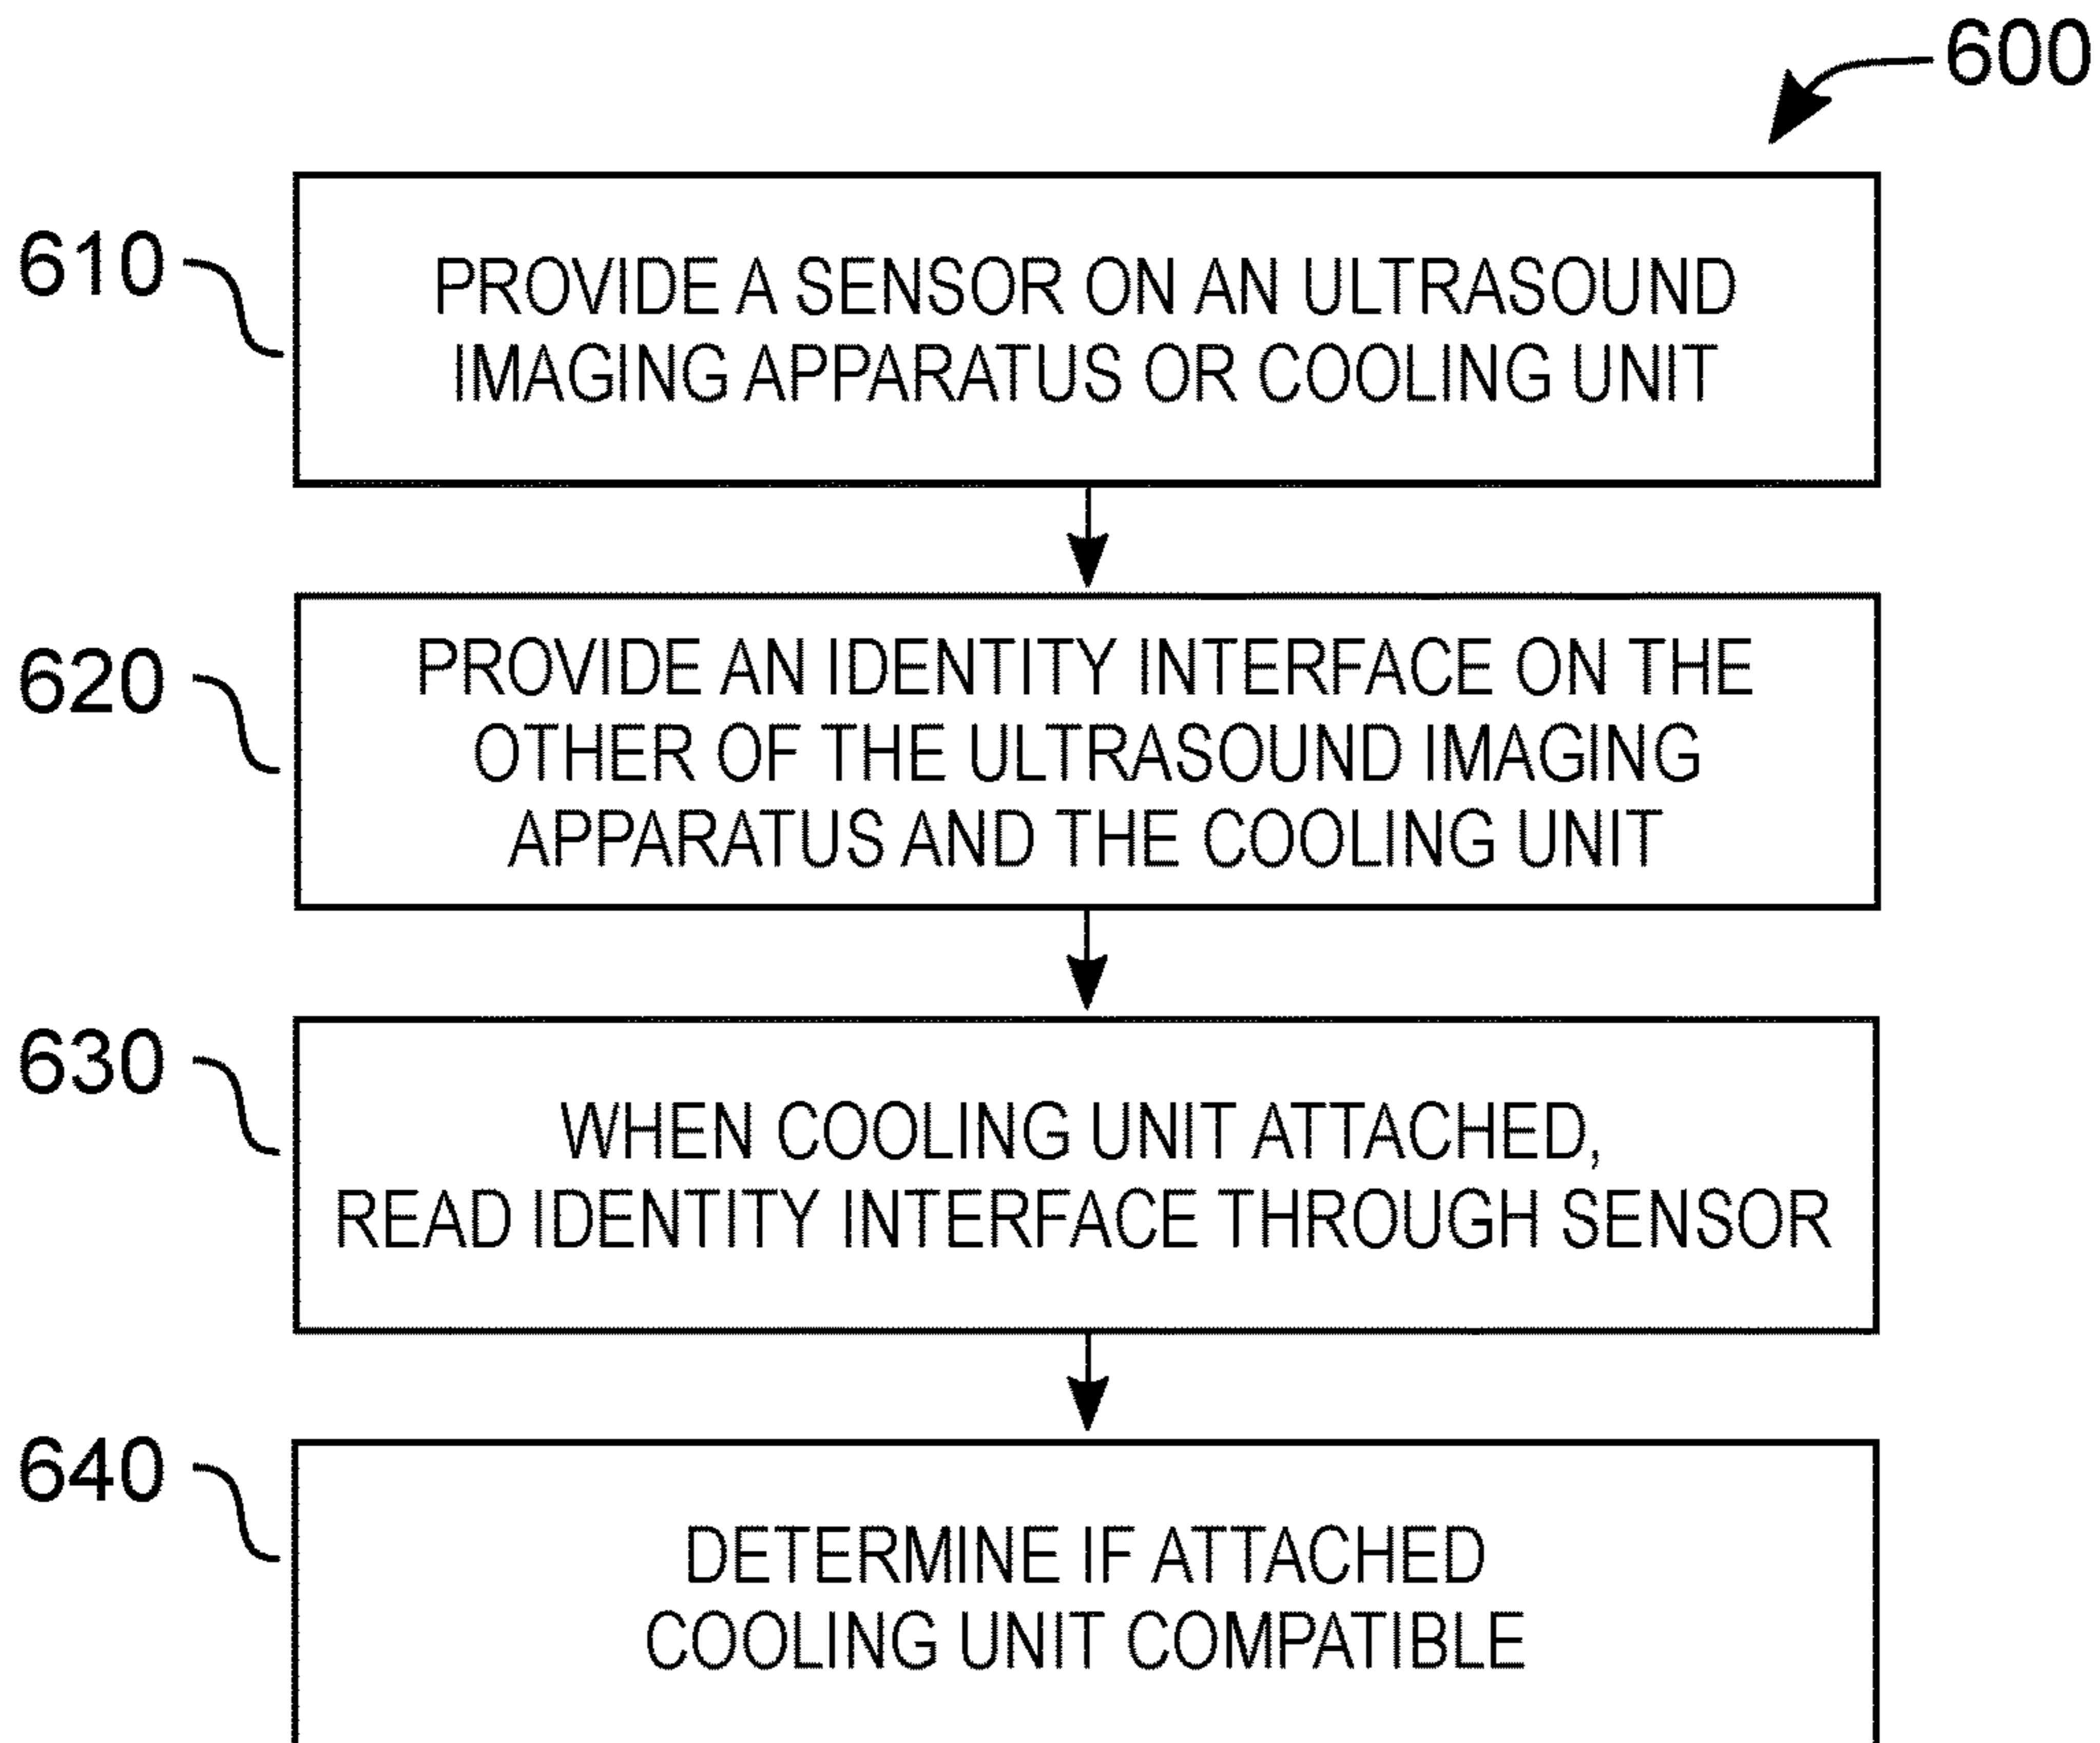 600
610
PROVIDE A SENSOR ON AN ULTRASOUND
IMAGING APPARATUS OR COOLING UNIT
620
PROVIDE AN IDENTITY INTERFACE ON THE
OTHER OF THE ULTRASOUND IMAGING
APPARATUS AND THE COOLING UNIT
630
WHEN COOLING UNIT ATTACHED,
READ IDENTITY INTERFACE THROUGH SENSOR
640
DETERMINE IF ATTACHED
COOLING UNIT COMPATIBLE